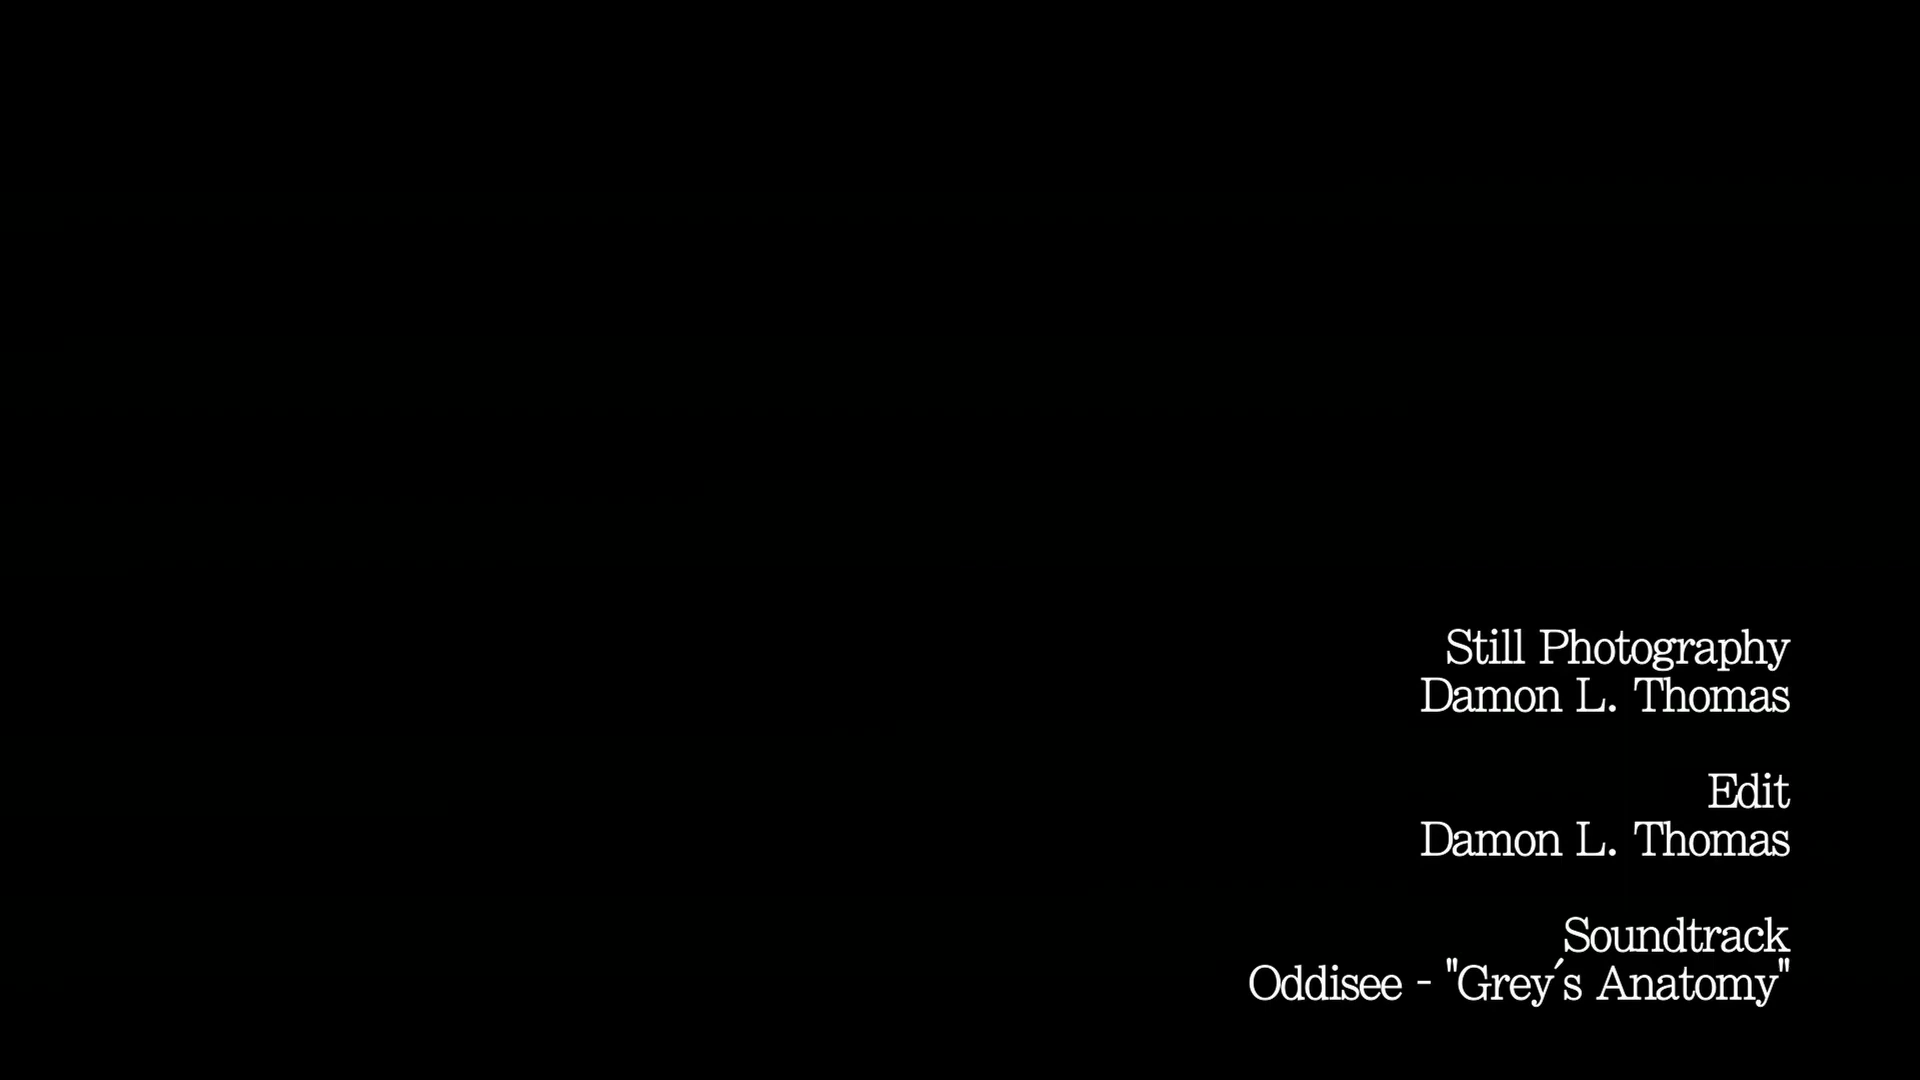 Still Photography
Damon L. Thomas
Edit
Damon L. Thomas
Soundtrack
Oddisee - "Grey´s Anatomy"